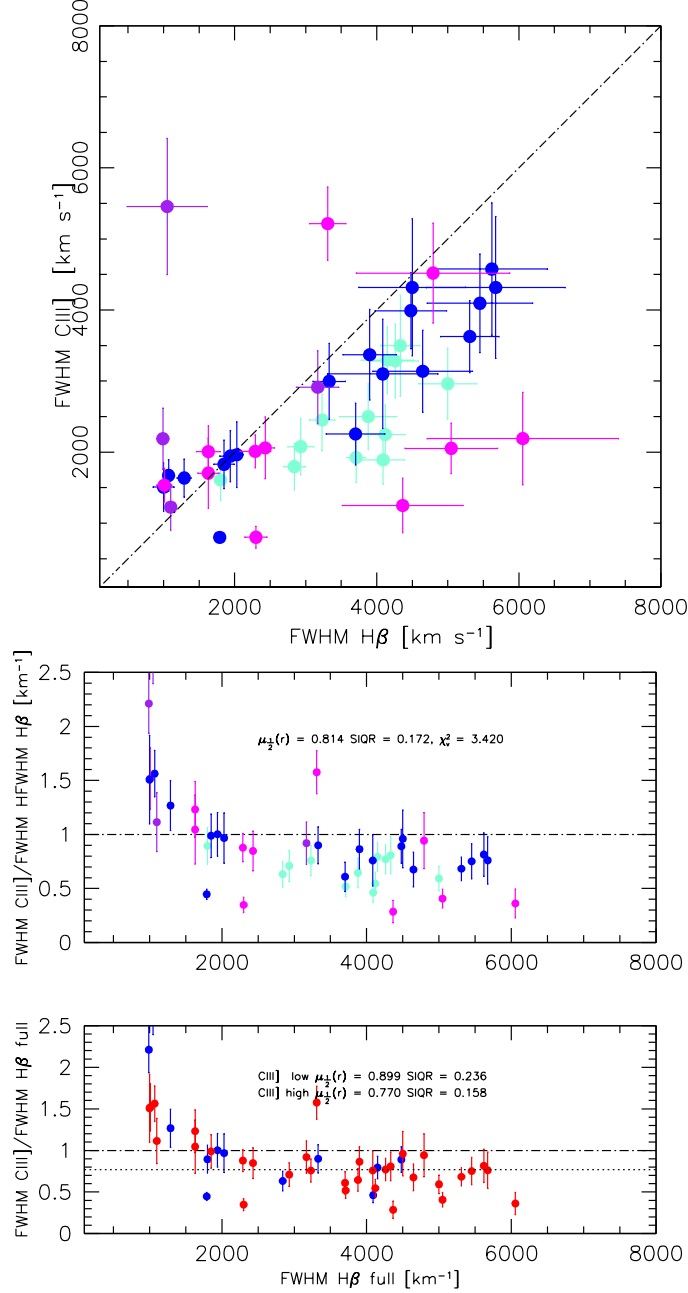 8000
6000
4000
2000
FWHM CIII] [km s⁻¹]
2000 4000 6000 8000
FWHM Hβ [km s⁻¹]
2.5
2
1.5
1
0.5
0
FWHM CIII]/FWHM HFWHM Hβ [km⁻¹]
μ½(r) = 0.814 SIQR = 0.172, χ²ᵥ = 3.420
2000 4000 6000 8000
2.5
2
1.5
1
0.5
0
FWHM CIII]/FWHM Hβ full
CIII] low μ½(r) = 0.899 SIQR = 0.236
CIII] high μ½(r) = 0.770 SIQR = 0.158
2000 4000 6000 8000
FWHM Hβ full [km⁻¹]